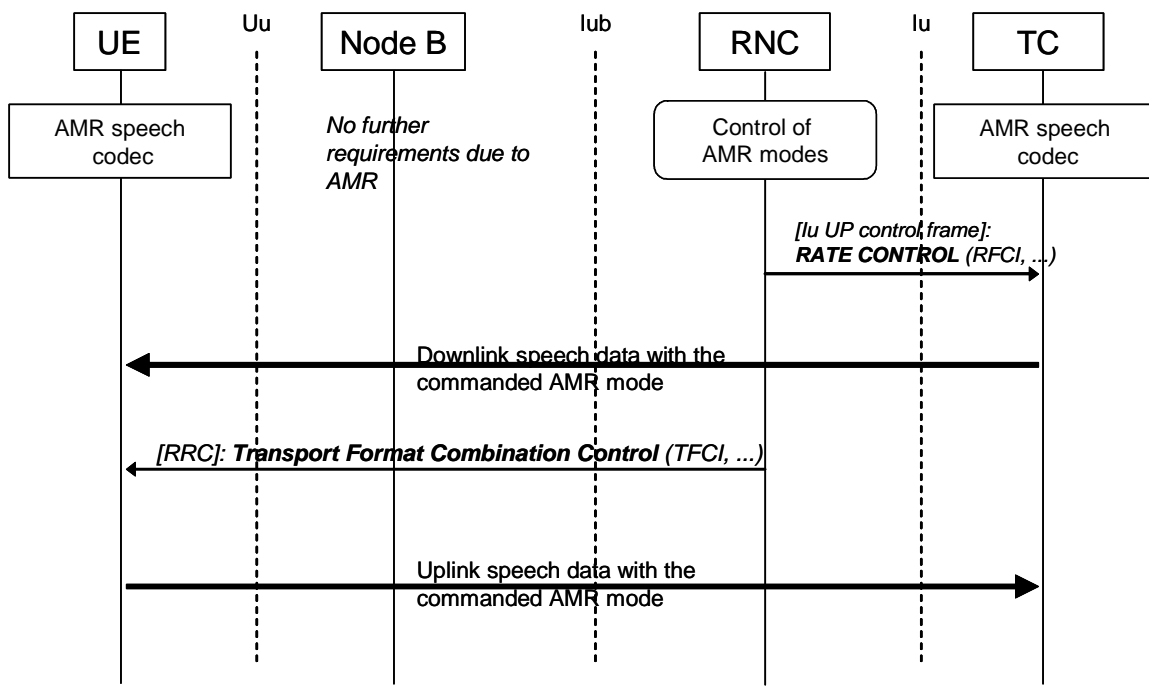 UE
Uu
Node B
Iub
RNC
Iu
TC
AMR speech
codec
No further
requirements due to
AMR
Control of
AMR modes
AMR speech
codec
[Iu UP control frame]:
RATE CONTROL (RFCI, ...)
Downlink speech data with the
commanded AMR mode
[RRC]: Transport Format Combination Control (TFCI, ...)
Uplink speech data with the
commanded AMR mode